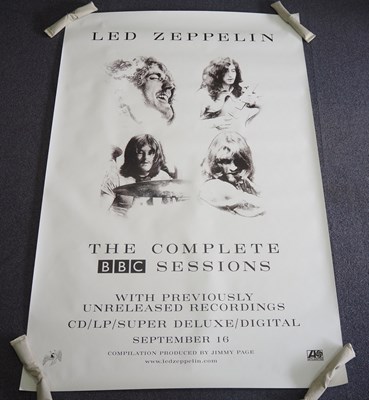 LED ZEPPELIN
THE COMPLETE
BBC SESSIONS
WITH PREVIOUSLY
UNRELEASED RECORDINGS
CD/LP/SUPER DELUXE/DIGITAL
SEPTEMBER 16
COMPILATION PRODUCED BY JIMMY PAGE
www.ledzeppelin.com